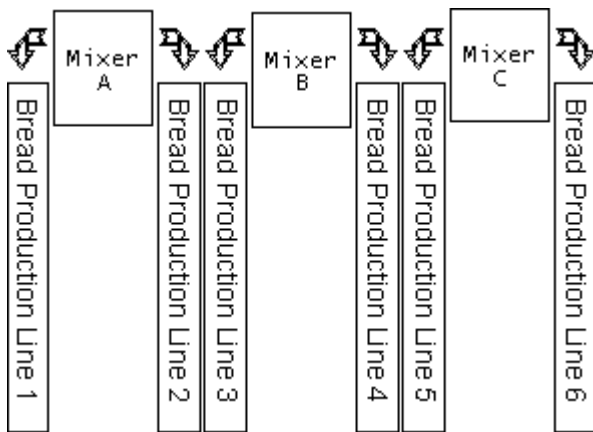 Mixer
A
Mixer
B
Mixer
C
Bread Production Line 1
Bread Production Line 2
Bread Production Line 3
Bread Production Line 4
Bread Production Line 5
Bread Production Line 6